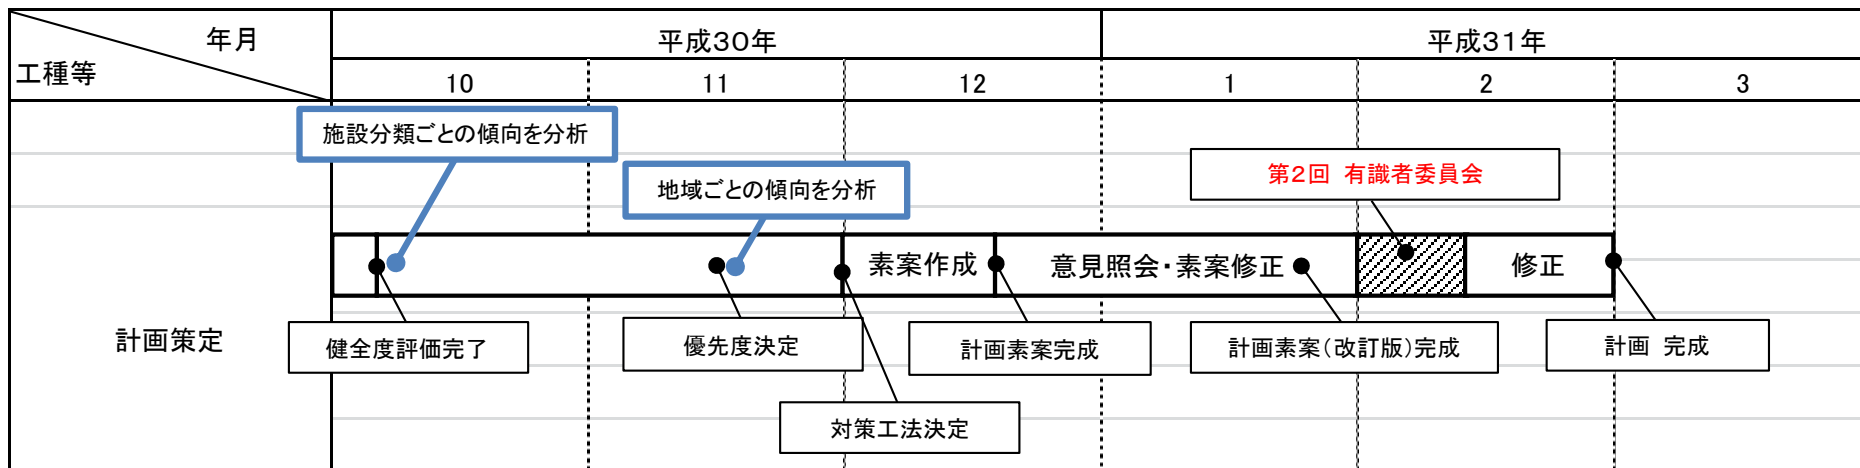 年月
工種等
平成30年
平成31年
10
11
12
1
2
3
施設分類ごとの傾向を分析
地域ごとの傾向を分析
第2回 有識者委員会
素案作成
意見照会・素案修正
修正
計画策定
健全度評価完了
優先度決定
計画素案完成
計画素案(改訂版)完成
計画 完成
対策工法決定